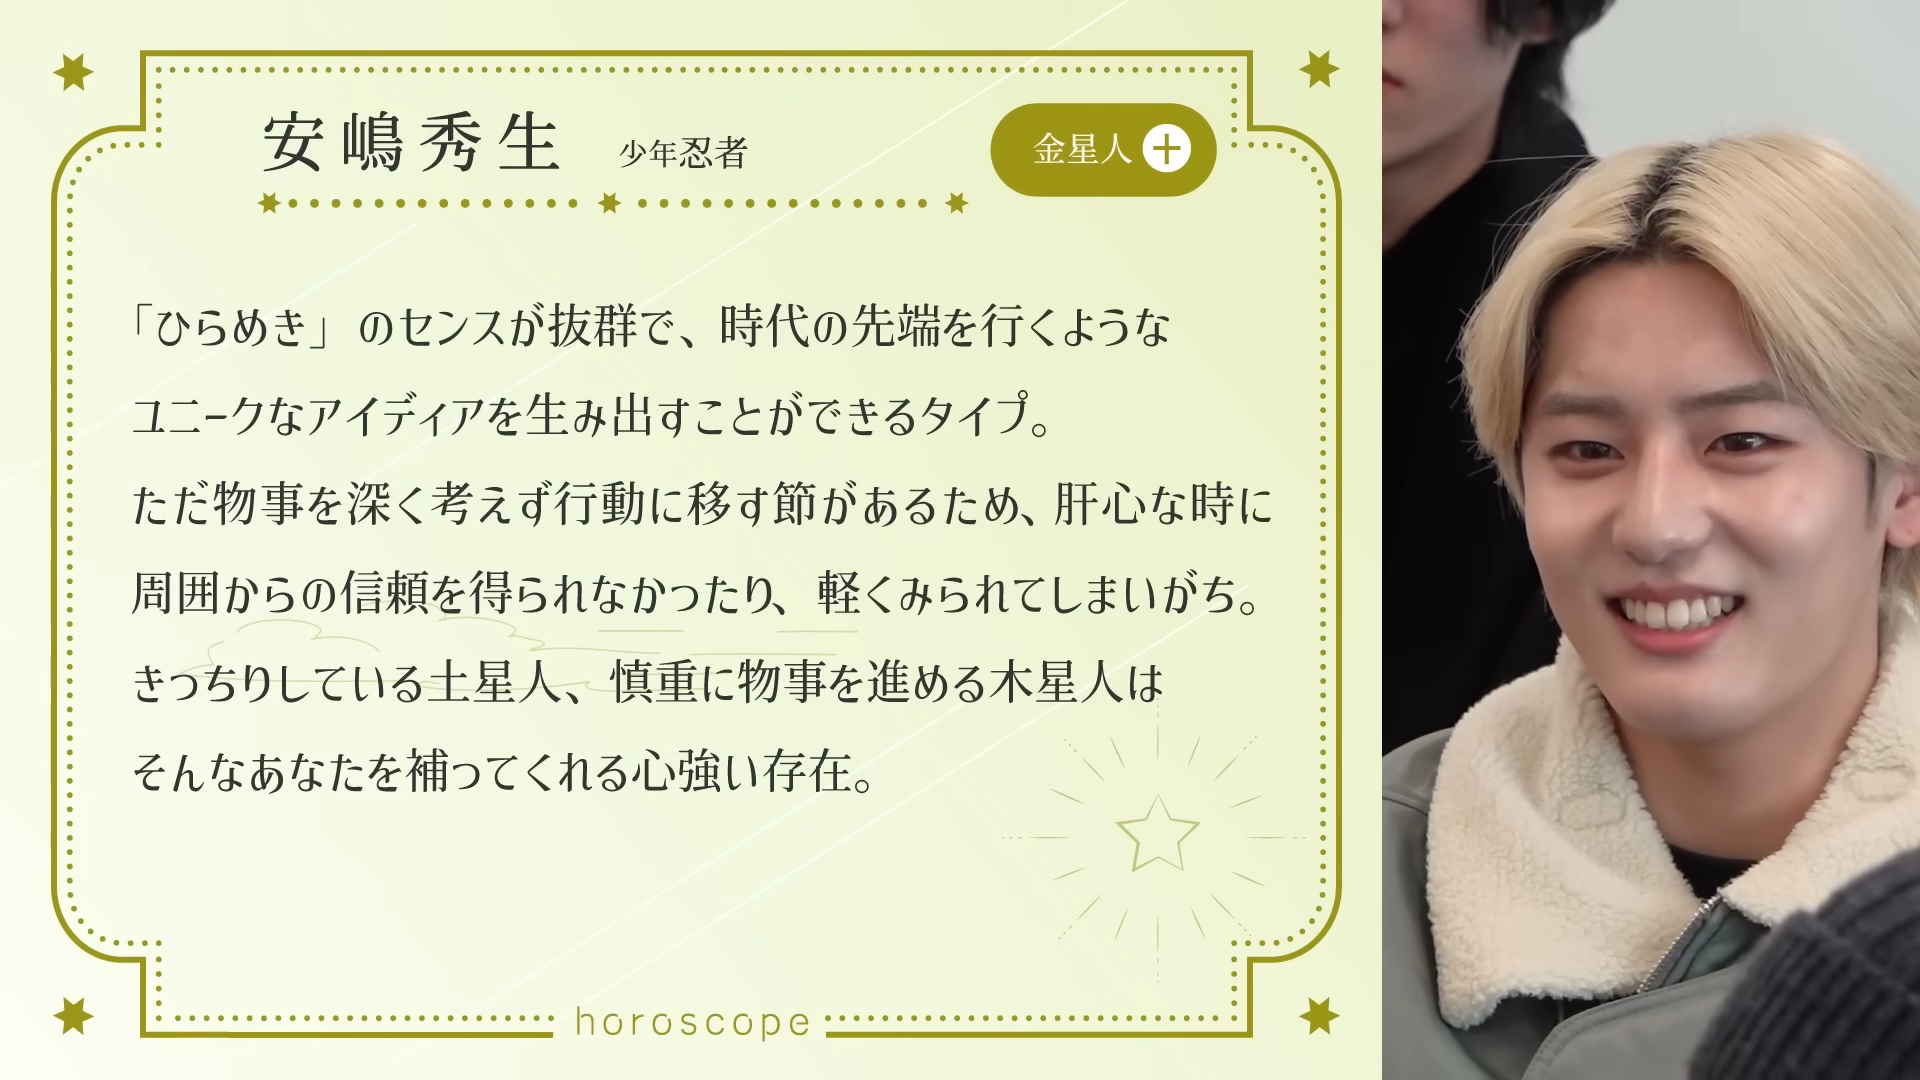 安嶋秀生 少年忍者
金星人＋
「ひらめき」のセンスが抜群で、時代の先端を行くような
ユニークなアイディアを生み出すことができるタイプ。
ただ物事を深く考えず行動に移す節があるため、肝心な時に
周囲からの信頼を得られなかったり、軽くみられてしまいがち。
きっちりしている土星人、慎重に物事を進める木星人は
そんなあなたを補ってくれる心強い存在。
horoscope